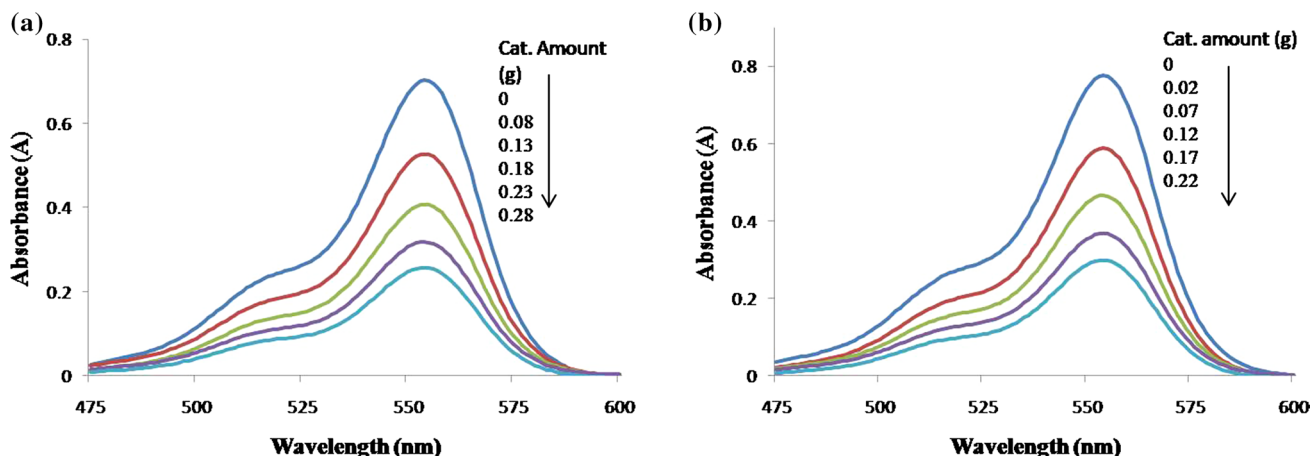 (a)
0.8
0.6
0.4
0.2
0
Absorbance (A)
475 500 525 550 575 600
Wavelength (nm)
Cat. Amount
(g)
0
0.08
0.13
0.18
0.23
0.28
(b)
0.8
0.6
0.4
0.2
0
Absorbance (A)
475 500 525 550 575 600
Wavelength (nm)
Cat. amount (g)
0
0.02
0.07
0.12
0.17
0.22